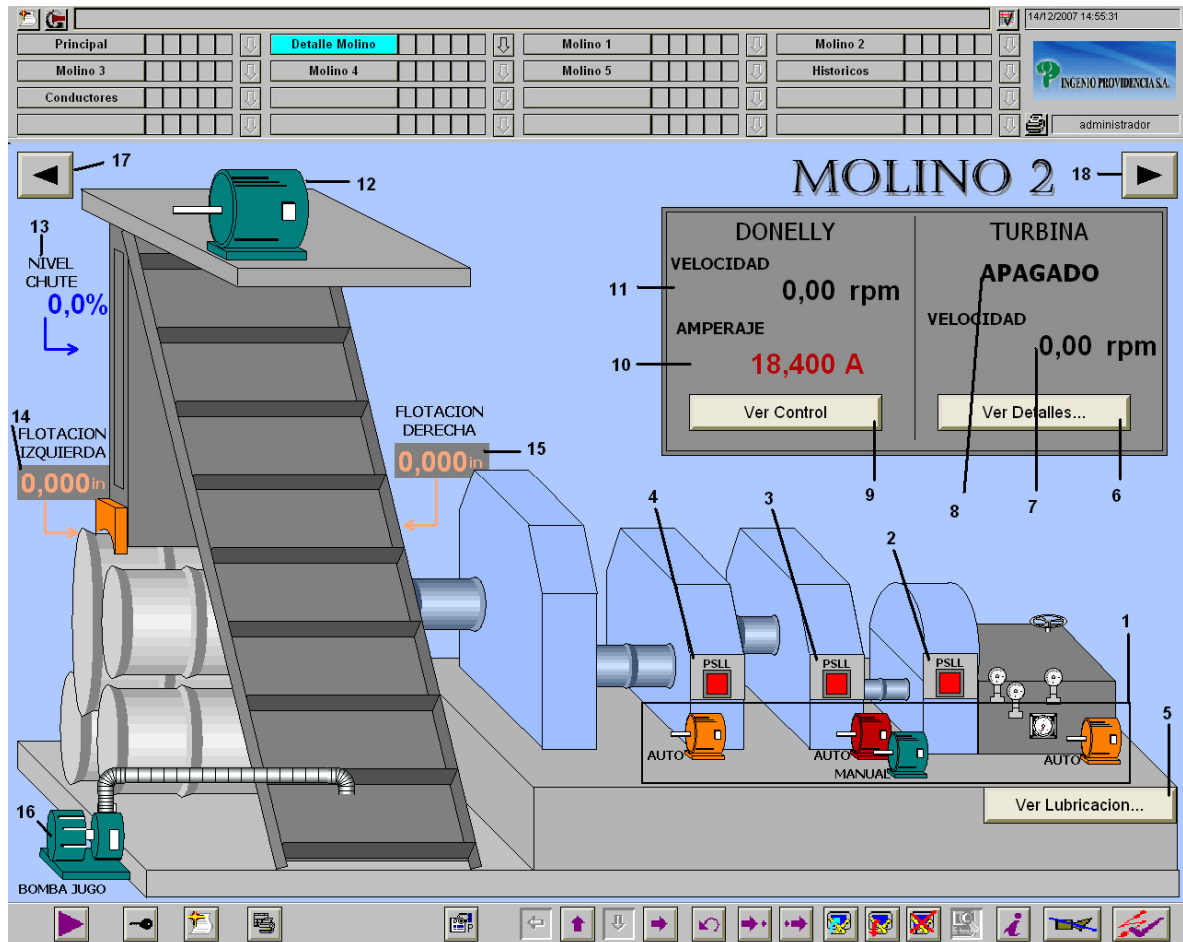 14/12/2007 14:55:31
Principal
Detalle Molino
Molino 1
Molino 2
Molino 3
Molino 4
Molino 5
Historicos
Conductores
INGENIO PROVIDENCIA S.A.
administrador
17
12
MOLINO 2
18
13
NIVEL
CHUTE
0,0%
DONELLY
TURBINA
VELOCIDAD
APAGADO
11
0,00 rpm
AMPERAJE
VELOCIDAD
10
18,400 A
0,00 rpm
Ver Control
Ver Detalles...
14
FLOTACION
IZQUIERDA
0,000in
FLOTACION
DERECHA
0,000in
15
9
8
7
6
4
3
2
1
PSLL
PSLL
PSLL
5
AUTO
AUTO
MANUAL
AUTO
Ver Lubricacion...
16
BOMBA JUGO
P